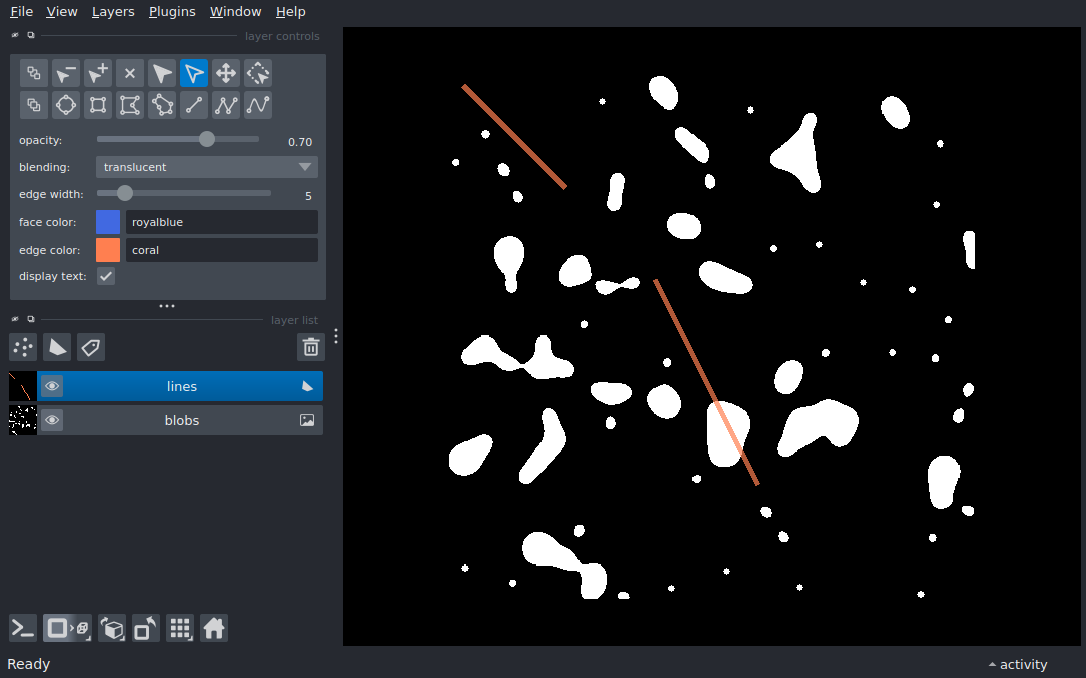 File View Layers Plugins Window Help
layer controls
opacity: 0.70
blending: translucent
edge width: 5
face color: royalblue
edge color: coral
display text:
layer list
lines
blobs
Ready activity